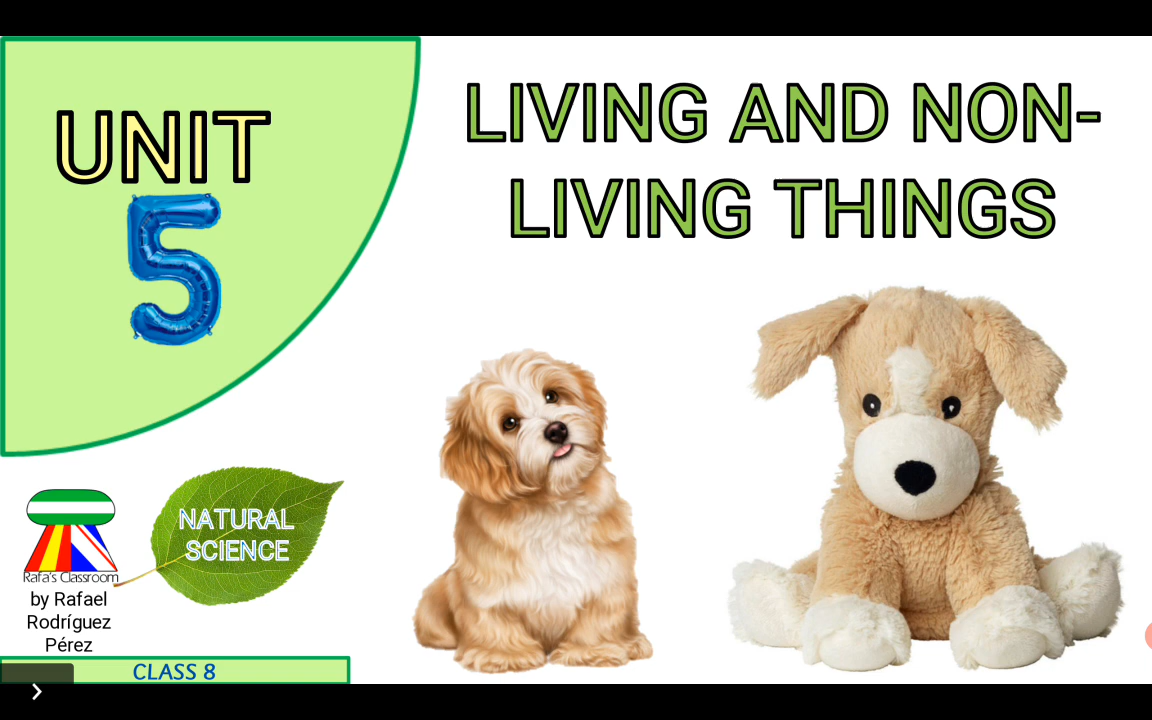 UNIT
5
LIVING AND NON-
LIVING THINGS
NATURAL
SCIENCE
Rafa's Classroom
by Rafael
Rodríguez
Pérez
CLASS 8